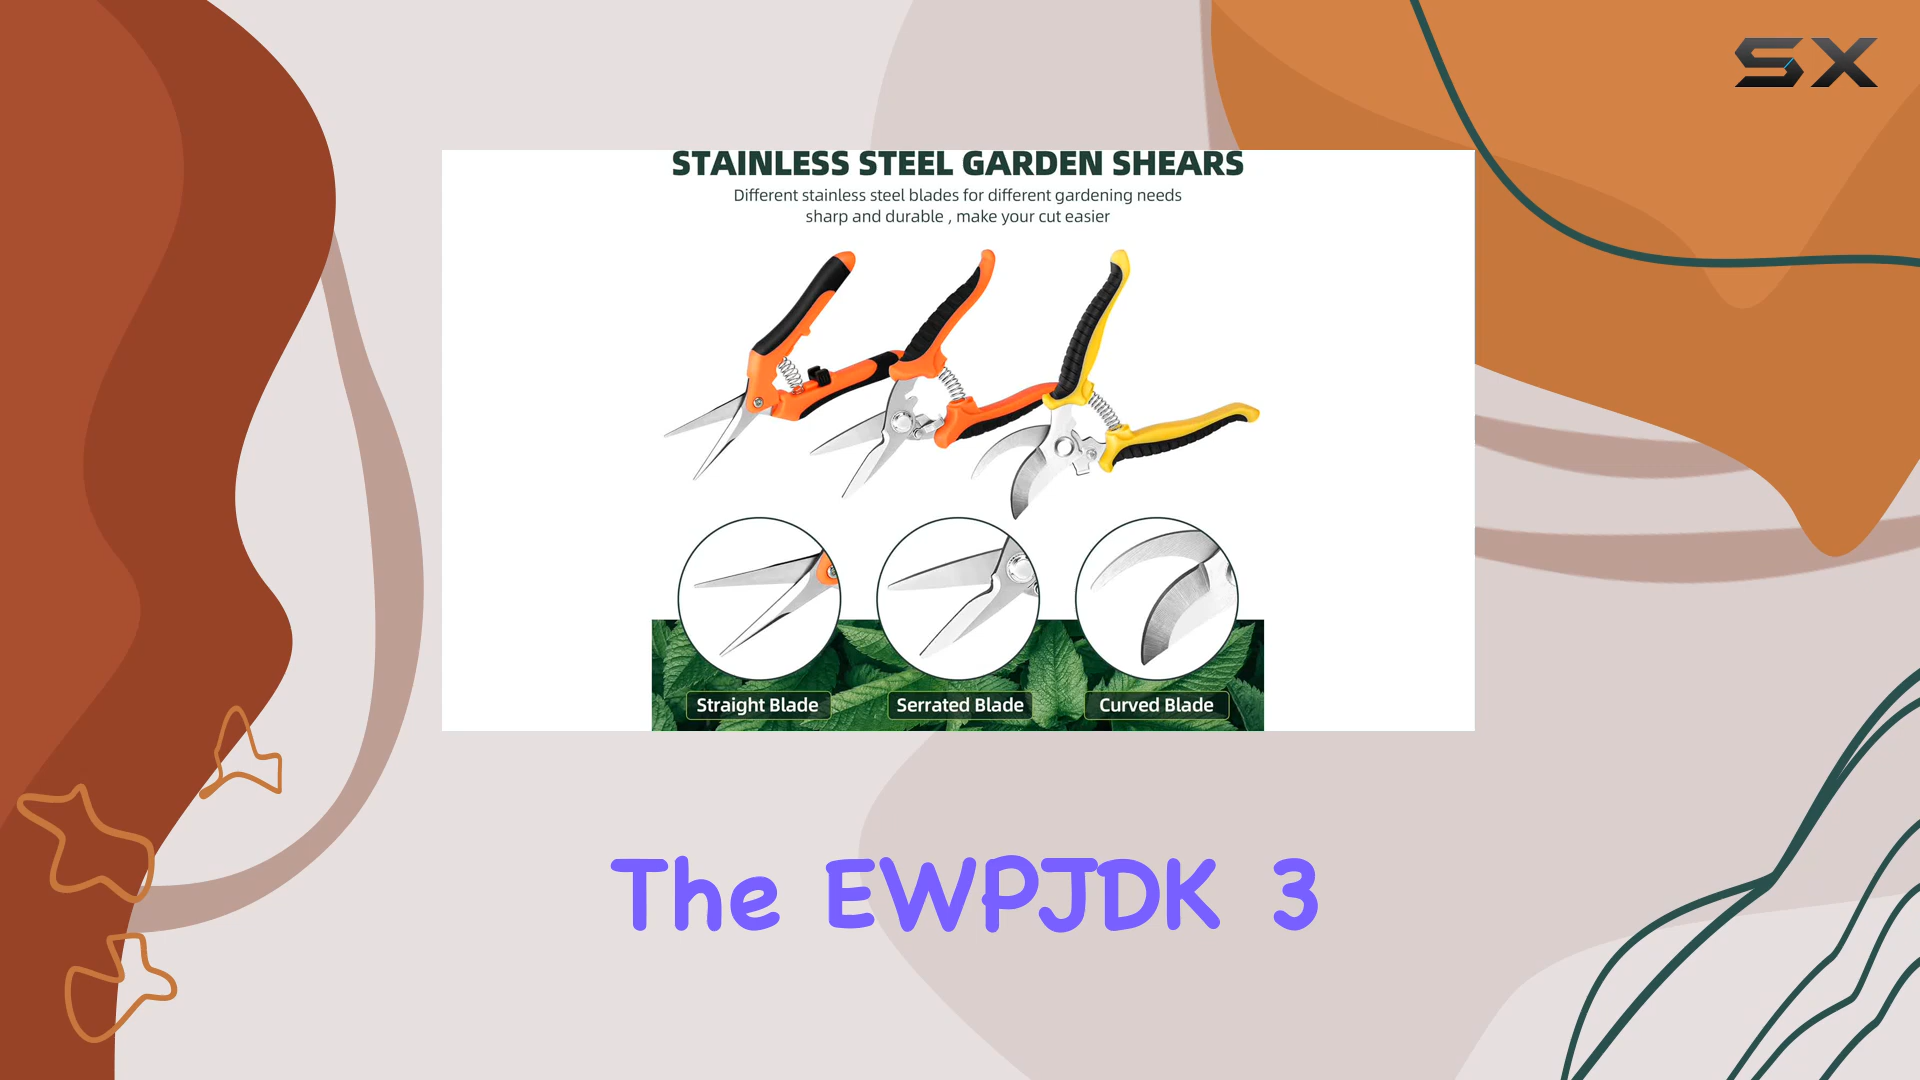 SX
STAINLESS STEEL GARDEN SHEARS
Different stainless steel blades for different gardening needs
sharp and durable , make your cut easier
Straight Blade
Serrated Blade
Curved Blade
The EWPJDK 3